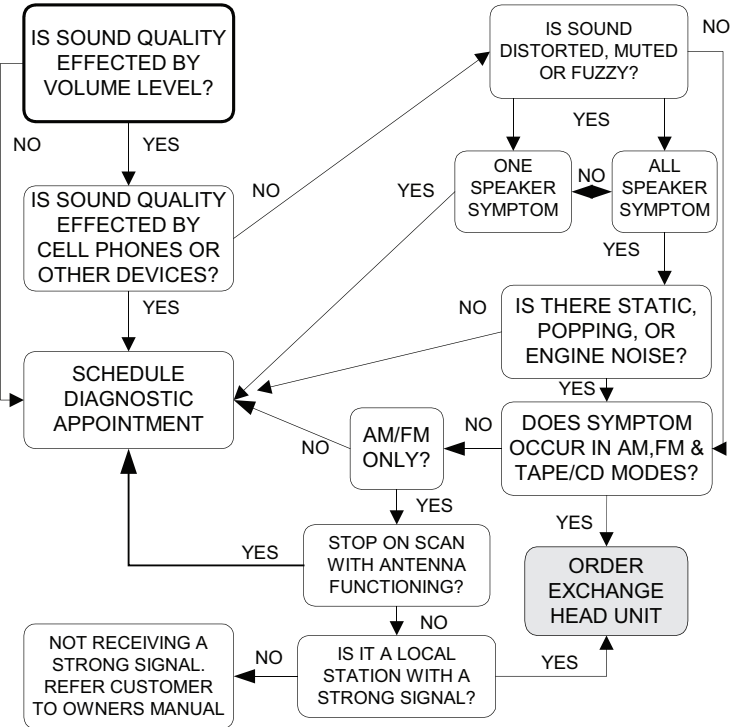 IS SOUND QUALITY
EFFECTED BY
VOLUME LEVEL?
NO
YES
IS SOUND QUALITY
EFFECTED BY
CELL PHONES OR
OTHER DEVICES?
NO
YES
SCHEDULE
DIAGNOSTIC
APPOINTMENT
IS SOUND
DISTORTED, MUTED
OR FUZZY?
NO
YES
ONE
SPEAKER
SYMPTOM
NO
ALL
SPEAKER
SYMPTOM
YES
YES
IS THERE STATIC,
POPPING, OR
ENGINE NOISE?
NO
YES
DOES SYMPTOM
OCCUR IN AM,FM &
TAPE/CD MODES?
NO
YES
AM/FM
ONLY?
NO
YES
STOP ON SCAN
WITH ANTENNA
FUNCTIONING?
YES
NO
ORDER
EXCHANGE
HEAD UNIT
IS IT A LOCAL
STATION WITH A
STRONG SIGNAL?
NO
YES
NOT RECEIVING A
STRONG SIGNAL.
REFER CUSTOMER
TO OWNERS MANUAL